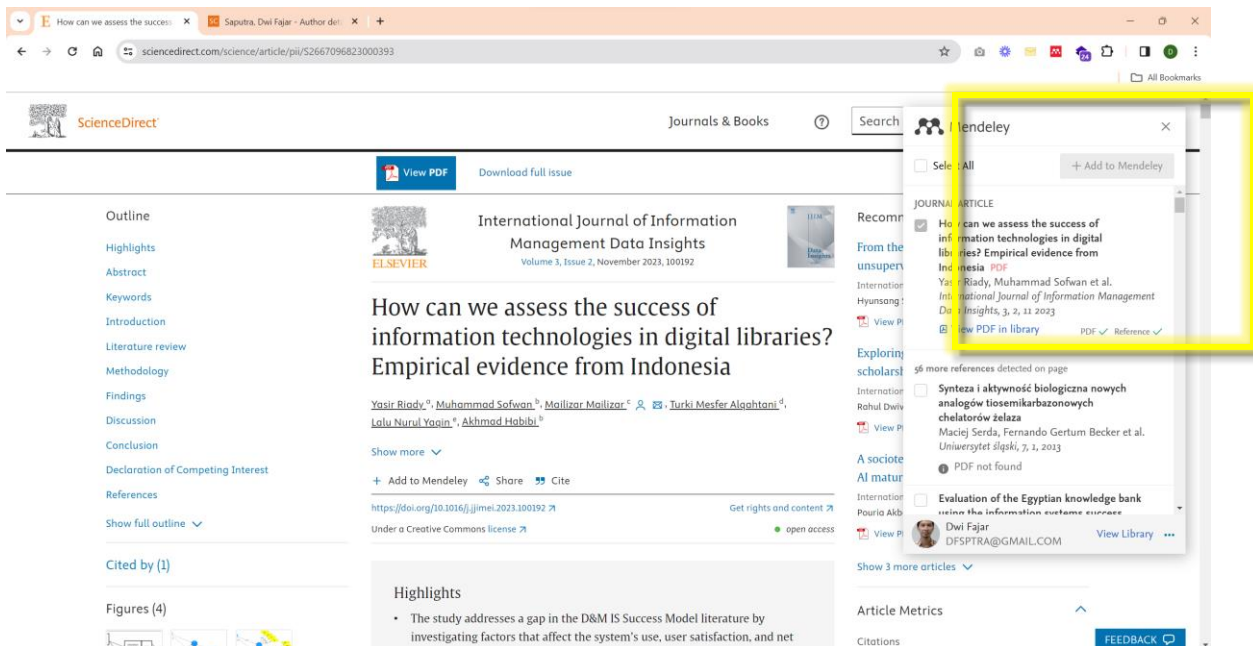 How can we assess the success
Saputra, Dwi Fajar - Author det
sciencedirect.com/science/article/pii/S2667096823000393
24
D
All Bookmarks
ScienceDirect
Journals & Books
Search
View PDF
Download full issue
Outline
Highlights
Abstract
Keywords
Introduction
Literature review
Methodology
Findings
Discussion
Conclusion
Declaration of Competing Interest
References
Show full outline
Cited by (1)
Figures (4)
ELSEVIER
International Journal of Information
Management Data Insights
Volume 3, Issue 2, November 2023, 100192
How can we assess the success of
information technologies in digital libraries?
Empirical evidence from Indonesia
Yasir Riady a, Muhammad Sofwan b, Mailizar Mailizar c, Turki Mesfer Alqahtani d,
Lalu Nurul Yaqin e, Akhmad Habibi b
Show more
+ Add to Mendeley Share Cite
https://doi.org/10.1016/j.jjimei.2023.100192
Get rights and content
Under a Creative Commons license
open access
Highlights
• The study addresses a gap in the D&M IS Success Model literature by
investigating factors that affect the system's use, user satisfaction, and net
Recomm
From the
unsuperv
Internation
Hyunsang
View P
Exploring
scholarsh
Internation
Rahul Dwiv
View P
A sociote
AI matur
Internation
Pouria Akb
View P
Show 3 more articles
Article Metrics
Citations
FEEDBACK
Mendeley
Select All
+ Add to Mendeley
JOURNAL ARTICLE
How can we assess the success of
information technologies in digital
libraries? Empirical evidence from
Indonesia PDF
Yasir Riady, Muhammad Sofwan et al.
International Journal of Information Management
Data Insights, 3, 2, 11 2023
View PDF in library
PDF ✓ Reference ✓
56 more references detected on page
Synteza i aktywność biologiczna nowych
analogów tiosemikarbazonowych
chelatorów żelaza
Maciej Serda, Fernando Gertum Becker et al.
Uniwersytet śląski, 7, 1, 2013
PDF not found
Evaluation of the Egyptian knowledge bank
using the information systems success
Dwi Fajar
DFSPTRA@GMAIL.COM
View Library